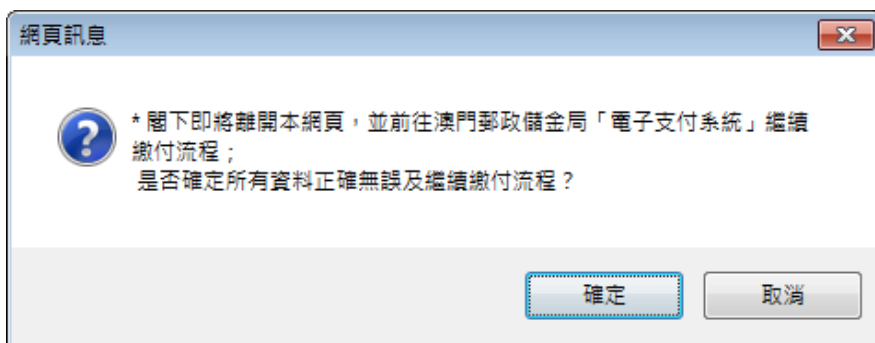 網頁訊息
* 閣下即將離開本網頁，並前往澳門郵政儲金局「電子支付系統」繼續
繳付流程；
是否確定所有資料正確無誤及繼續繳付流程？
確定
取消